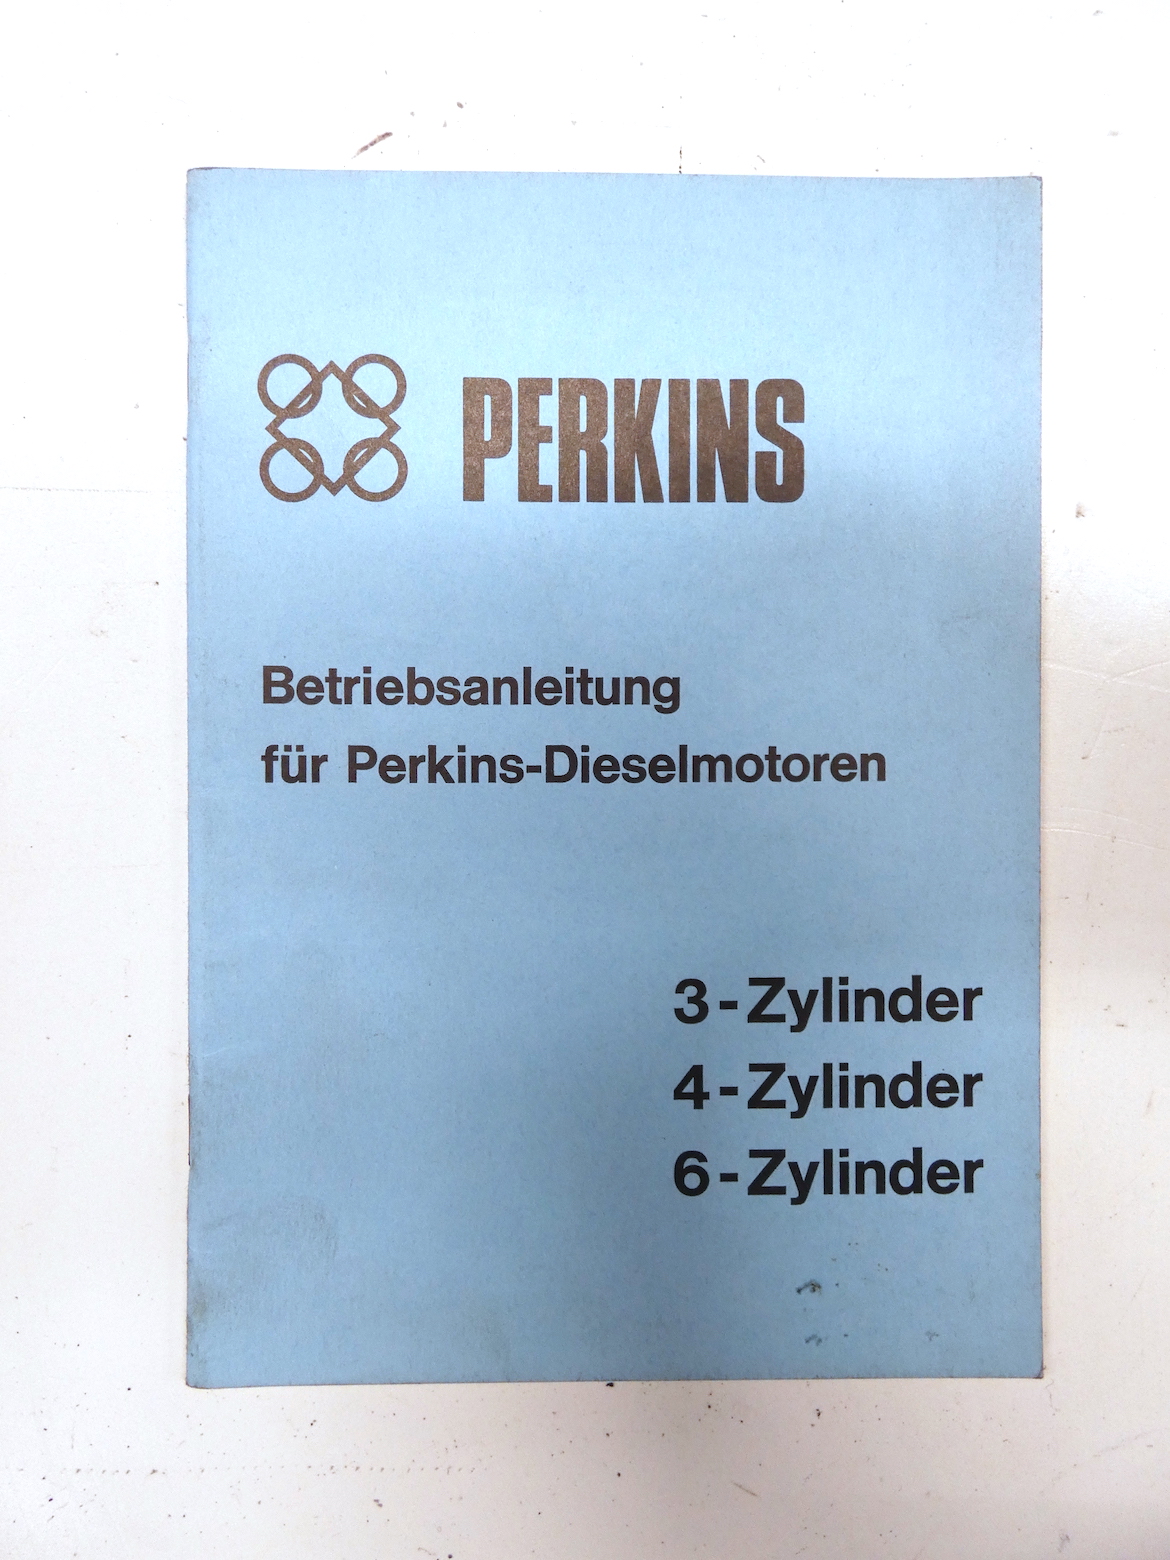 PERKINS
Betriebsanleitung
für Perkins-Dieselmotoren
3-Zylinder
4-Zylinder
6-Zylinder